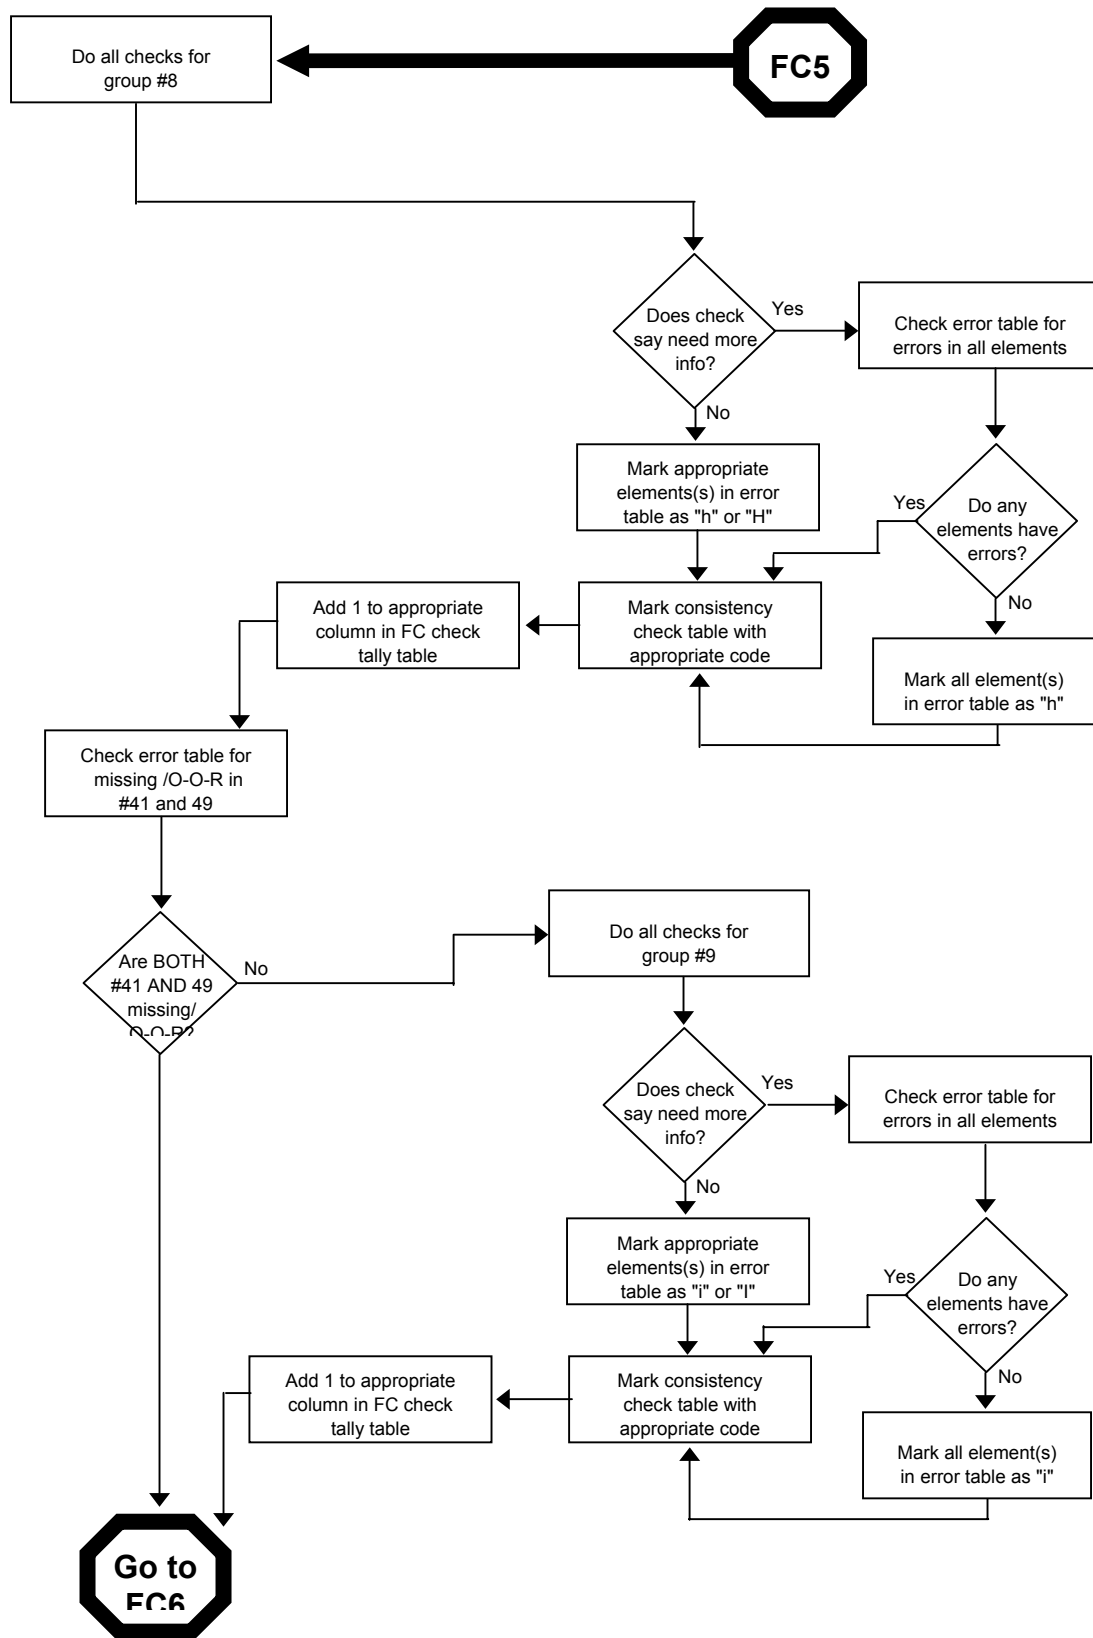 Do all checks for
group #8
FC5
Does check
say need more
info?
Yes
Check error table for
errors in all elements
No
Mark appropriate
elements(s) in error
table as "h" or "H"
Yes
Do any
elements have
errors?
No
Add 1 to appropriate
column in FC check
tally table
Mark consistency
check table with
appropriate code
Mark all element(s)
in error table as "h"
Check error table for
missing /O-O-R in
#41 and 49
Are BOTH
#41 AND 49
missing/
O-O-R?
No
Do all checks for
group #9
Does check
say need more
info?
Yes
Check error table for
errors in all elements
No
Mark appropriate
elements(s) in error
table as "i" or "I"
Yes
Do any
elements have
errors?
No
Add 1 to appropriate
column in FC check
tally table
Mark consistency
check table with
appropriate code
Mark all element(s)
in error table as "i"
Go to
FC6